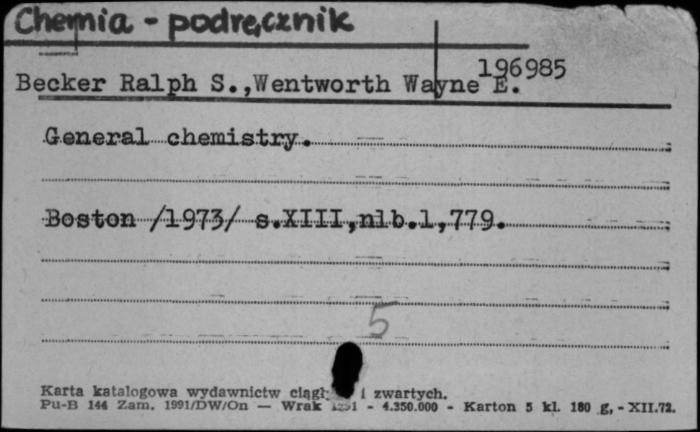 Chemia - podręcznik
196985
Becker Ralph S.,Wentworth Wayne E.
General chemistry.
Boston /1973/ s.XIII,nlb.1,779.
5
Karta katalogowa wydawnictw i zwartych.
Pu-B 144 Zam. 1991/DW/On — Wrak - 4.350.000 - Karton 5 kl. 180 g. - XII.72.